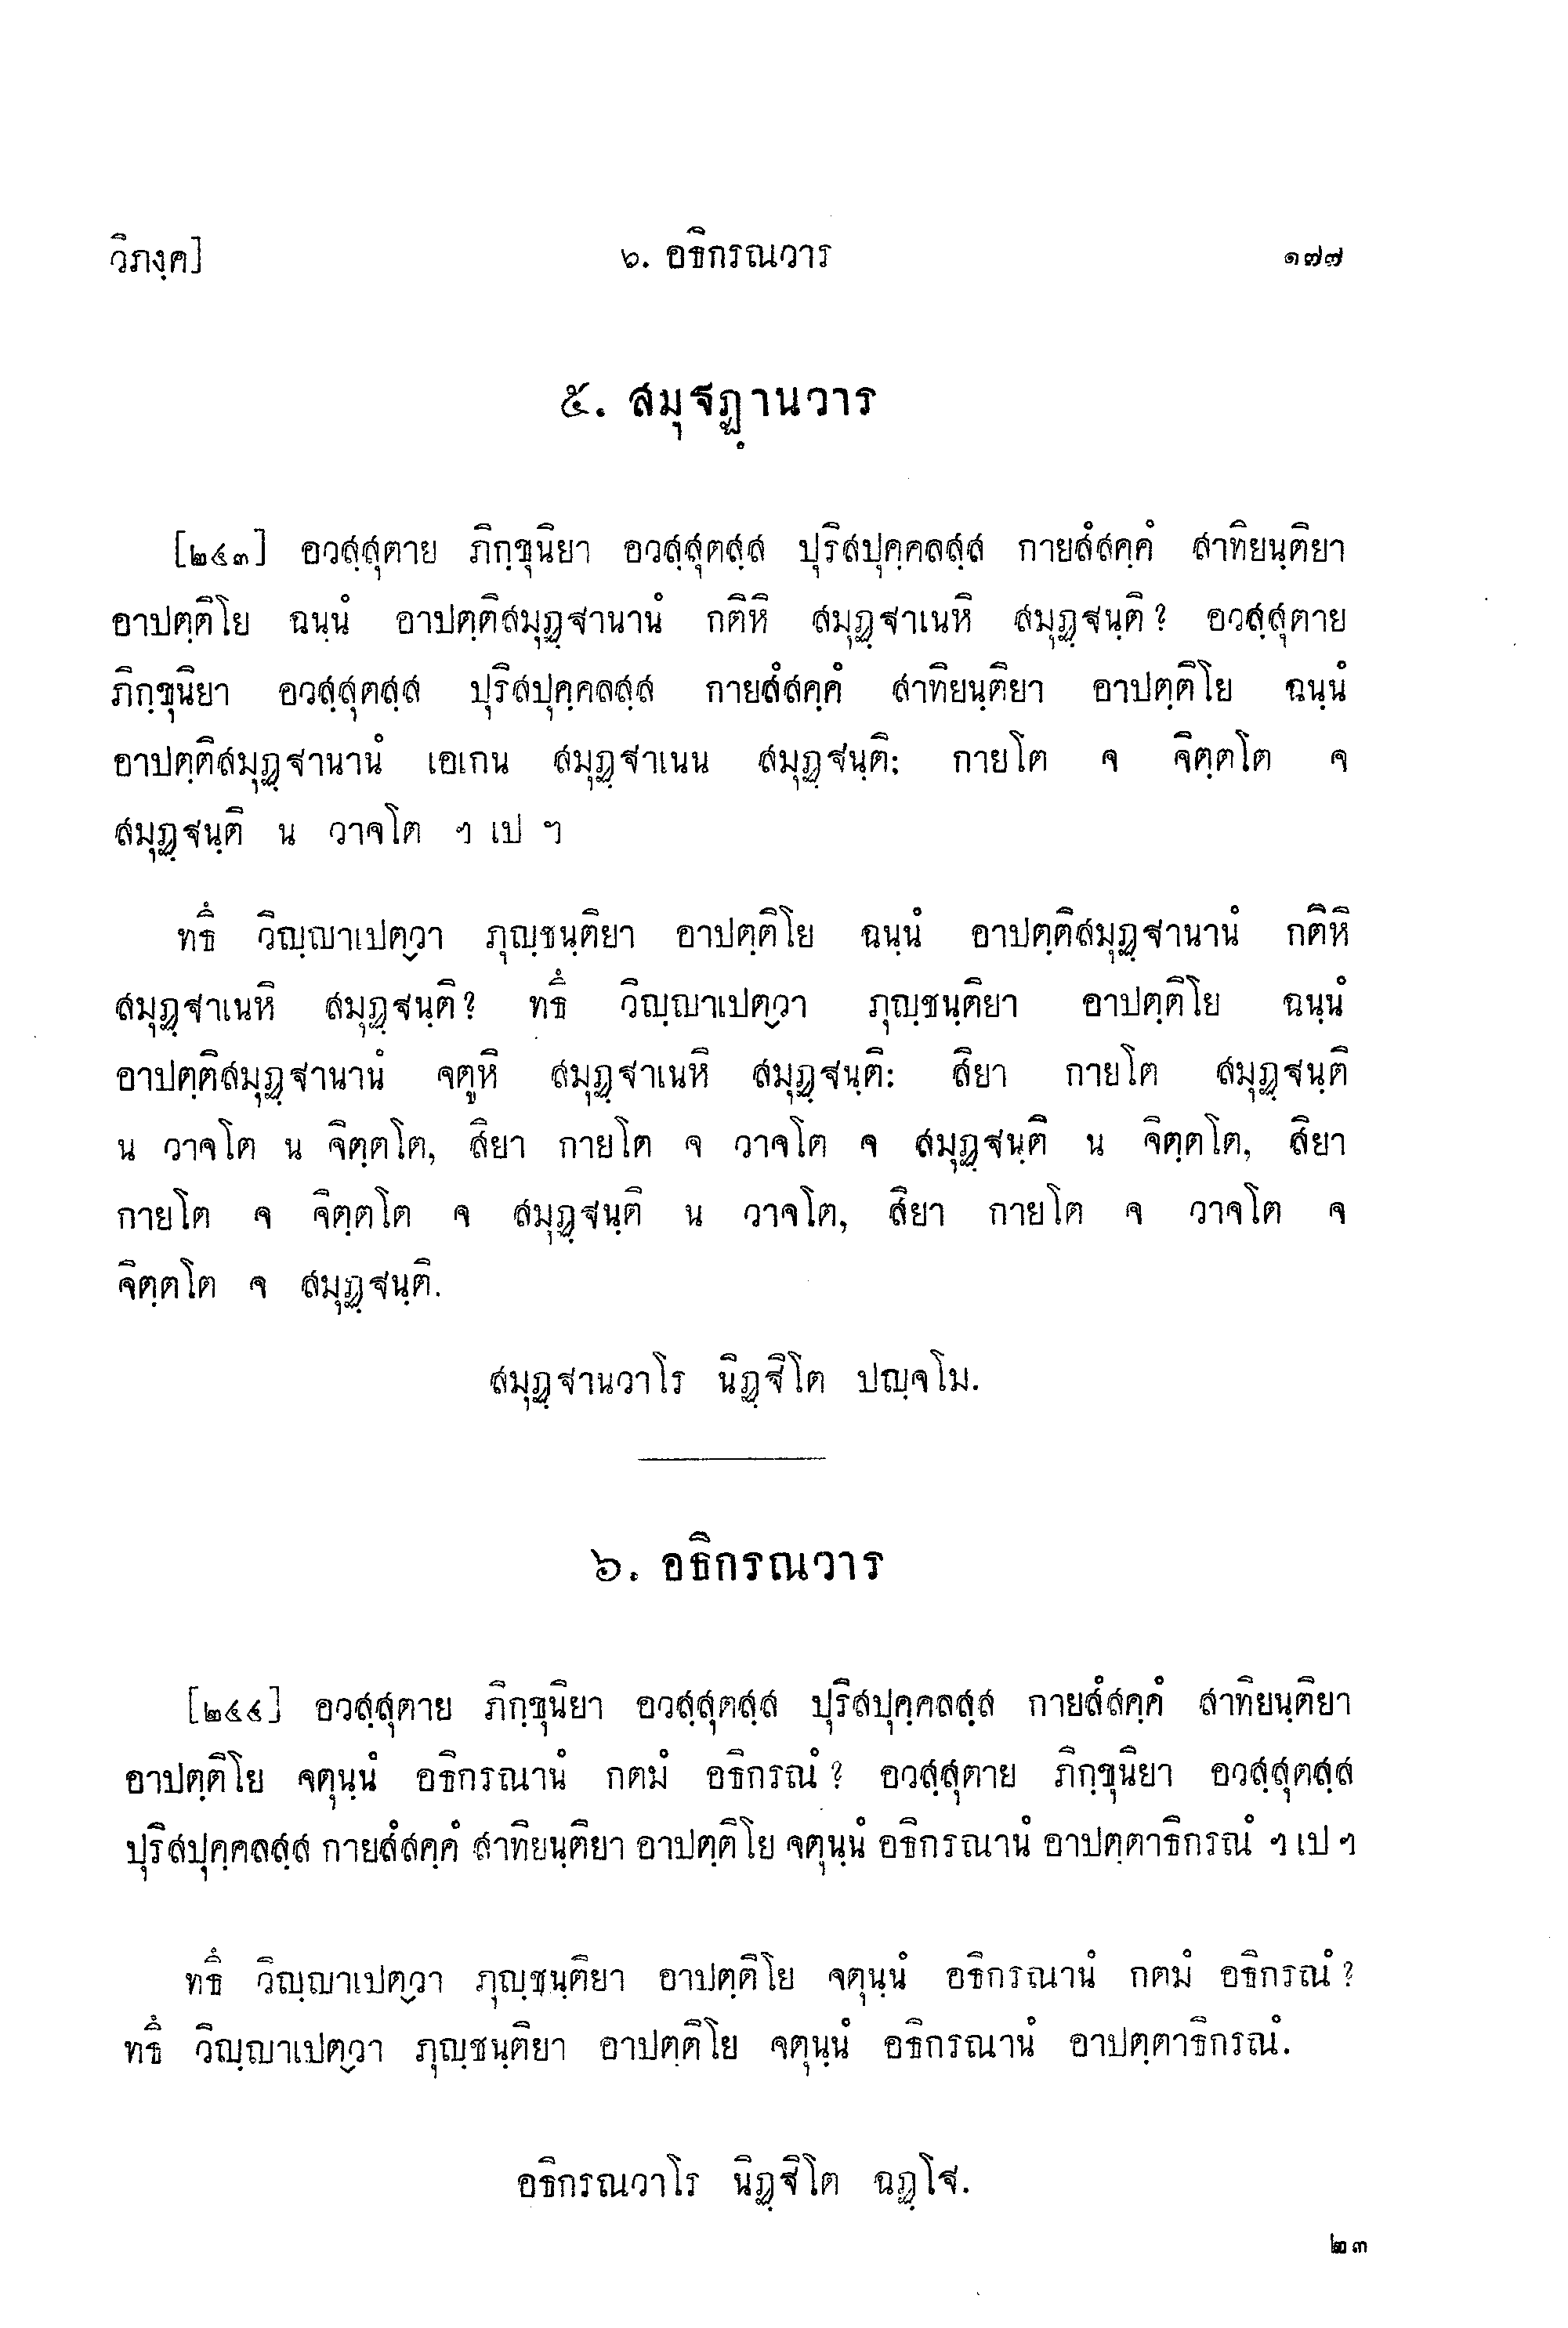 วิภงฺค]
๖. อธิกรณวาร
๑๗๗
๕. สมุฐฏฺานวาร
[๒๔๓] อวสฺสุตาย ภิกฺขุนิยา อวสฺสุตสฺส ปุริสปุคฺคลสฺส กายสํสคฺคํ สาทิยนฺติยา
อาปตฺติโย ฉนฺนํ อาปตฺติสมุฏฺฐานานํ กติหิ สมุฏฺฐาเนหิ สมุฏฺฐนฺติ? อวสฺสุตาย
ภิกฺขุนิยา อวสฺสุตสฺส ปุริสปุคฺคลสฺส กายสํสคฺคํ สาทิยนฺติยา อาปตฺติโย ฉนฺนํ
อาปตฺติสมุฏฺฐานานํ เอเกน สมุฏฺฐาเนน สมุฏฺฐนฺติ: กายโต จ จิตฺตโต จ
สมุฏฺฐนฺติ น วาจโต ฯ เป ฯ
ทธึ วิญฺญาเปตฺวา ภุญฺชนฺติยา อาปตฺติโย ฉนฺนํ อาปตฺติสมุฏฺฐานานํ กติหิ
สมุฏฺฐาเนหิ สมุฏฺฐนฺติ? ทธึ วิญฺญาเปตฺวา ภุญฺชนฺติยา อาปตฺติโย ฉนฺนํ
อาปตฺติสมุฏฺฐานานํ จตูหิ สมุฏฺฐาเนหิ สมุฏฺฐนฺติ: สิยา กายโต สมุฏฺฐนฺติ
น วาจโต น จิตฺตโต, สิยา กายโต จ วาจโต จ สมุฏฺฐนฺติ น จิตฺตโต, สิยา
กายโต จ จิตฺตโต จ สมุฏฺฐนฺติ น วาจโต, สิยา กายโต จ วาจโต จ
จิตฺตโต จ สมุฏฺฐนฺติ.
สมุฏฺฐานวาโร นิฏฺฐิโต ปญฺจโม.
๖. อธิกรณวาร
[๒๔๔] อวสฺสุตาย ภิกฺขุนิยา อวสฺสุตสฺส ปุริสปุคฺคลสฺส กายสํสคฺคํ สาทิยนฺติยา
อาปตฺติโย จตุนฺนํ อธิกรณานํ กตมํ อธิกรณํ? อวสฺสุตาย ภิกฺขุนิยา อวสฺสุตสฺส
ปุริสปุคฺคลสฺส กายสํสคฺคํ สาทิยนฺติยา อาปตฺติโย จตุนฺนํ อธิกรณานํ อาปตฺตาธิกรณํ ฯ เป ฯ
ทธึ วิญฺญาเปตฺวา ภุญฺชนฺติยา อาปตฺติโย จตุนฺนํ อธิกรณานํ กตมํ อธิกรณํ?
ทธึ วิญฺญาเปตฺวา ภุญฺชนฺติยา อาปตฺติโย จตุนฺนํ อธิกรณานํ อาปตฺตาธิกรณํ.
อธิกรณวาโร นิฏฺฐิโต ฉฏฺโฐ.
๒๓